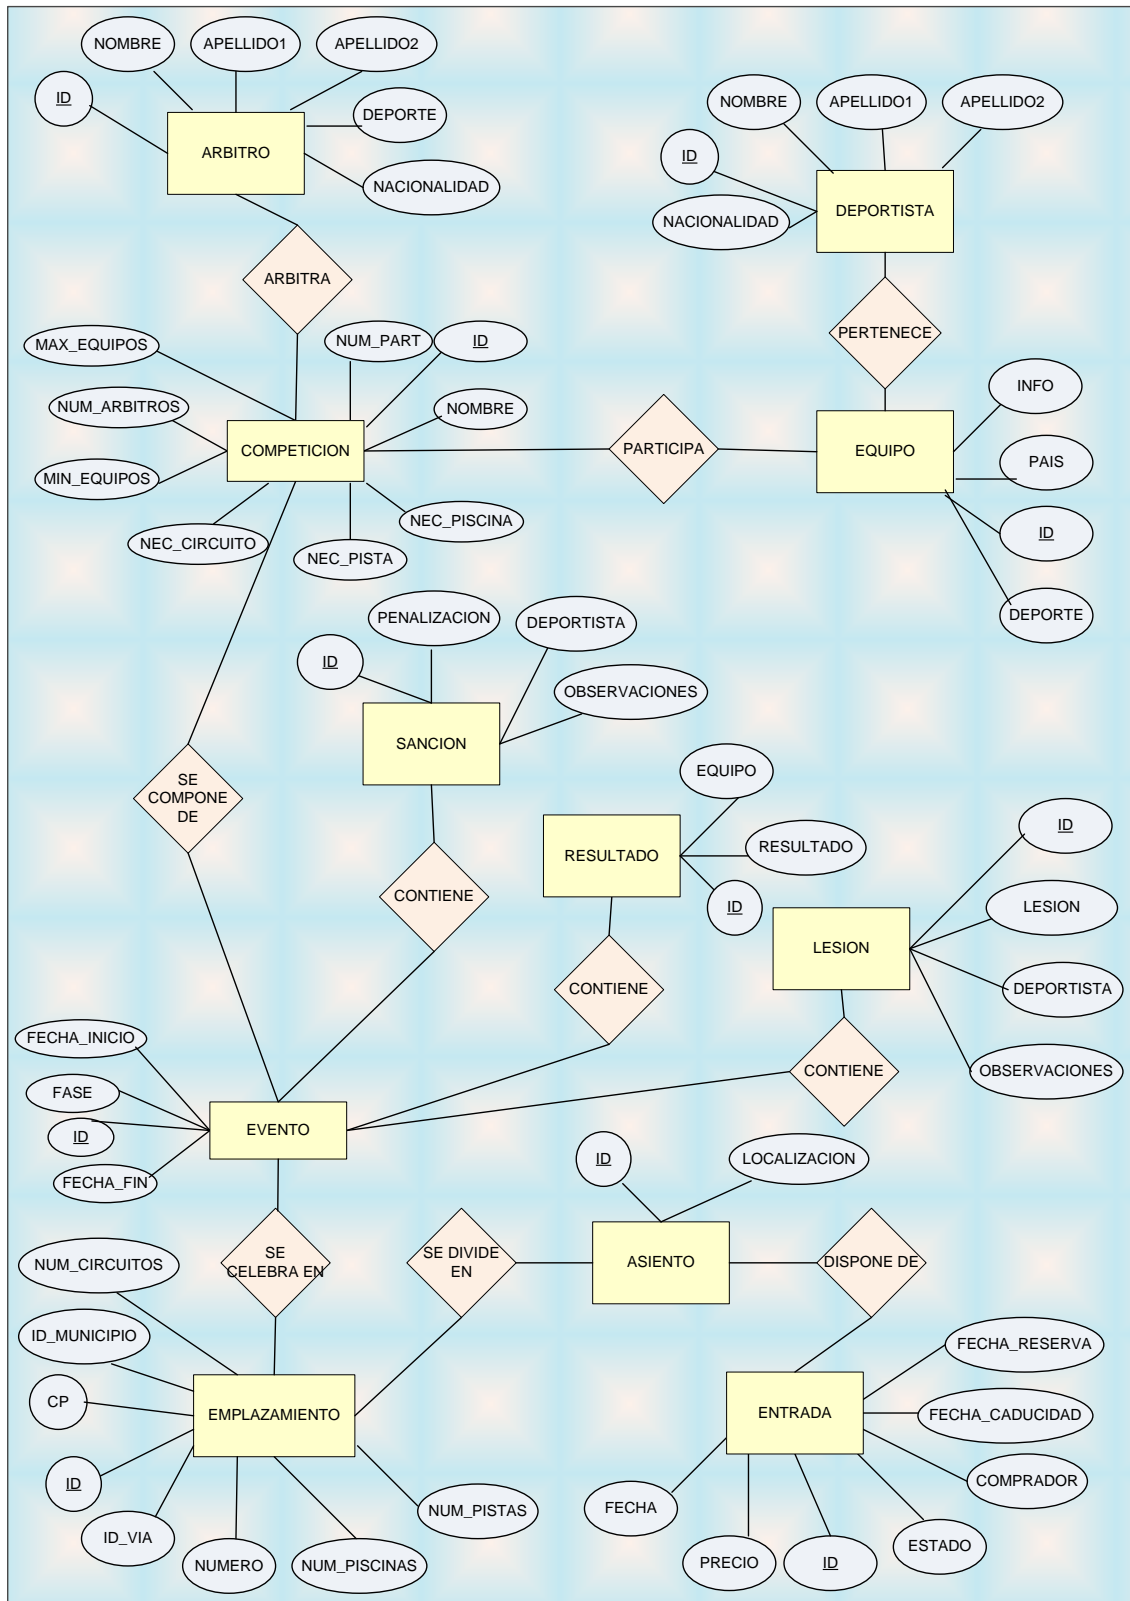 NOMBRE
APELLIDO1
APELLIDO2
ID
DEPORTE
ARBITRO
NACIONALIDAD
NOMBRE
APELLIDO1
APELLIDO2
ID
NACIONALIDAD
DEPORTISTA
ARBITRA
PERTENECE
MAX_EQUIPOS
NUM_PART
ID
NUM_ARBITROS
NOMBRE
INFO
COMPETICION
PARTICIPA
EQUIPO
PAIS
MIN_EQUIPOS
NEC_CIRCUITO
NEC_PISTA
NEC_PISCINA
ID
DEPORTE
PENALIZACION
DEPORTISTA
ID
OBSERVACIONES
SANCION
SE
COMPONE
DE
EQUIPO
RESULTADO
RESULTADO
ID
ID
CONTIENE
LESION
LESION
CONTIENE
DEPORTISTA
FECHA_INICIO
CONTIENE
OBSERVACIONES
FASE
ID
EVENTO
FECHA_FIN
ID
LOCALIZACION
NUM_CIRCUITOS
SE
CELEBRA EN
SE DIVIDE
EN
ASIENTO
DISPONE DE
ID_MUNICIPIO
FECHA_RESERVA
CP
EMPLAZAMIENTO
ENTRADA
FECHA_CADUCIDAD
ID
COMPRADOR
ID_VIA
NUMERO
NUM_PISCINAS
NUM_PISTAS
FECHA
PRECIO
ID
ESTADO